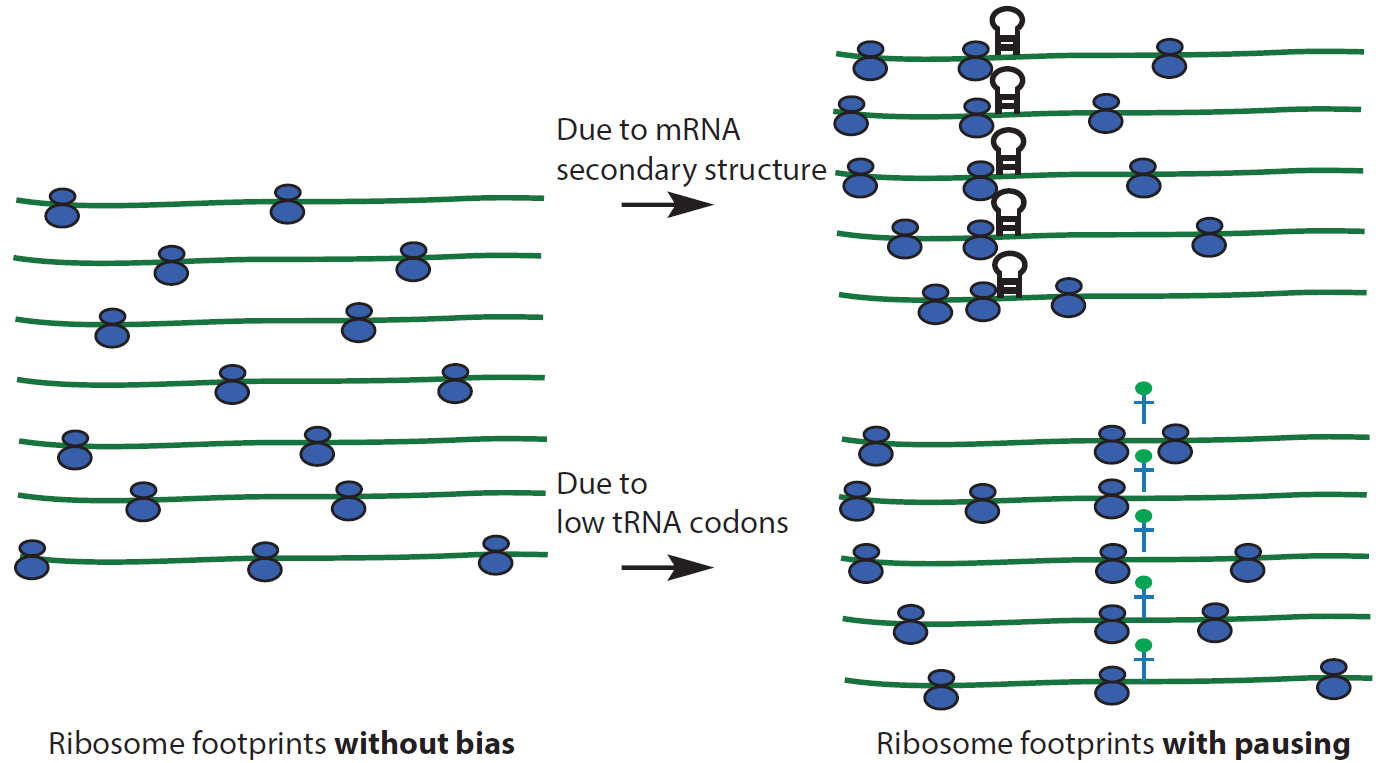 Due to mRNA
secondary structure
Due to
low tRNA codons
Ribosome footprints without bias
Ribosome footprints with pausing